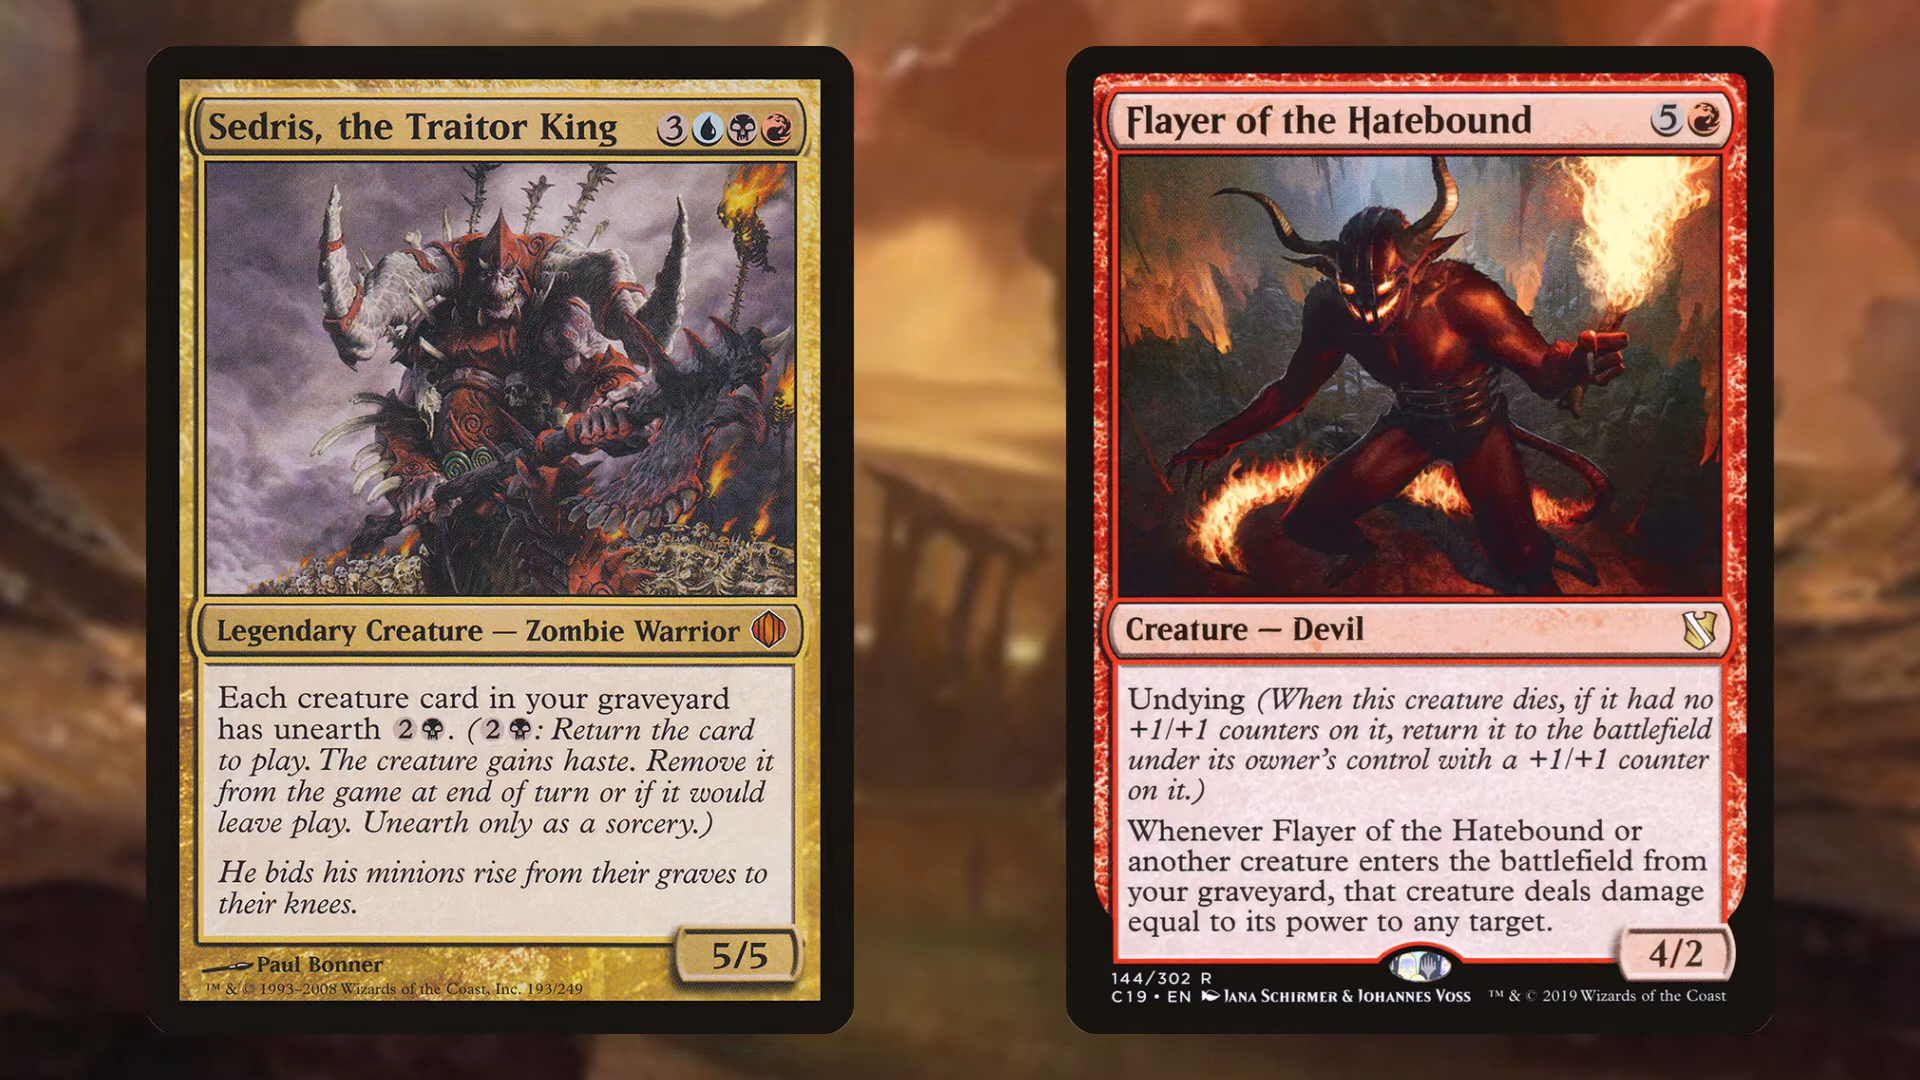 Sedris, the Traitor King 3
Legendary Creature — Zombie Warrior
Each creature card in your graveyard
has unearth 2. (2: Return the card
to play. The creature gains haste. Remove it
from the game at end of turn or if it would
leave play. Unearth only as a sorcery.)
He bids his minions rise from their graves to
their knees.
5/5
Paul Bonner
™ & © 1993–2008 Wizards of the Coast, Inc. 193/249
Flayer of the Hatebound 5
Creature — Devil
Undying (When this creature dies, if it had no
+1/+1 counters on it, return it to the battlefield
under its owner's control with a +1/+1 counter
on it.)
Whenever Flayer of the Hatebound or
another creature enters the battlefield from
your graveyard, that creature deals damage
equal to its power to any target.
4/2
144/302 R
C19 • EN Jana Schirmer & Johannes Voss ™ & © 2019 Wizards of the Coast